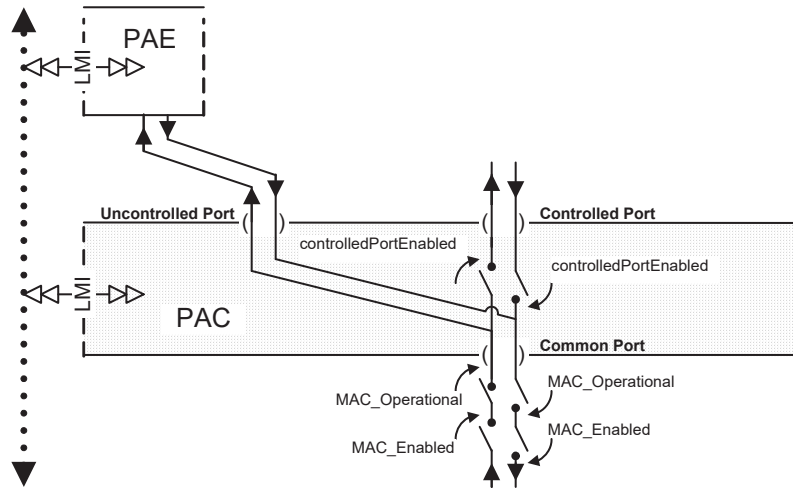 PAE
LMI
Uncontrolled Port ( ) ( ) Controlled Port
controlledPortEnabled
controlledPortEnabled
LMI
PAC
( ) Common Port
MAC_Operational
MAC_Operational
MAC_Enabled
MAC_Enabled